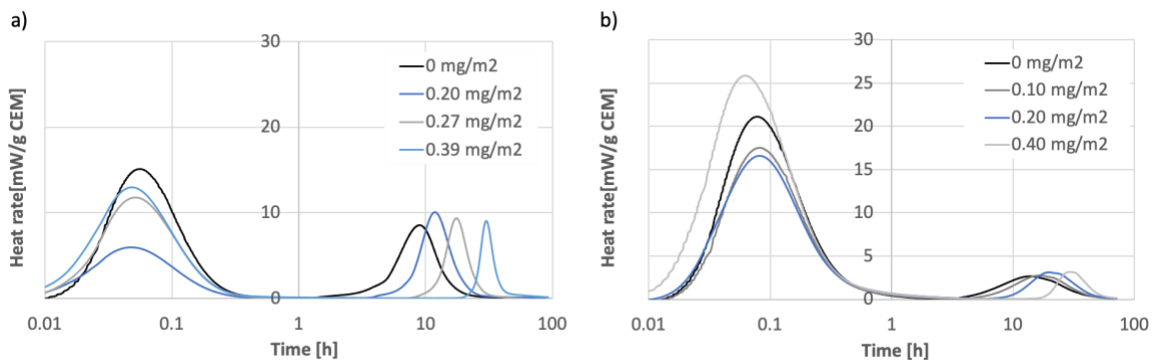 a)
30
20
10
0
0.01 0.1 1 10 100
Heat rate[mW/g CEM]
Time [h]
0 mg/m2
0.20 mg/m2
0.27 mg/m2
0.39 mg/m2
b)
30
25
20
15
10
5
0
0.01 0.1 1 10 100
Heat rate[mW/g CEM]
Time [h]
0 mg/m2
0.10 mg/m2
0.20 mg/m2
0.40 mg/m2